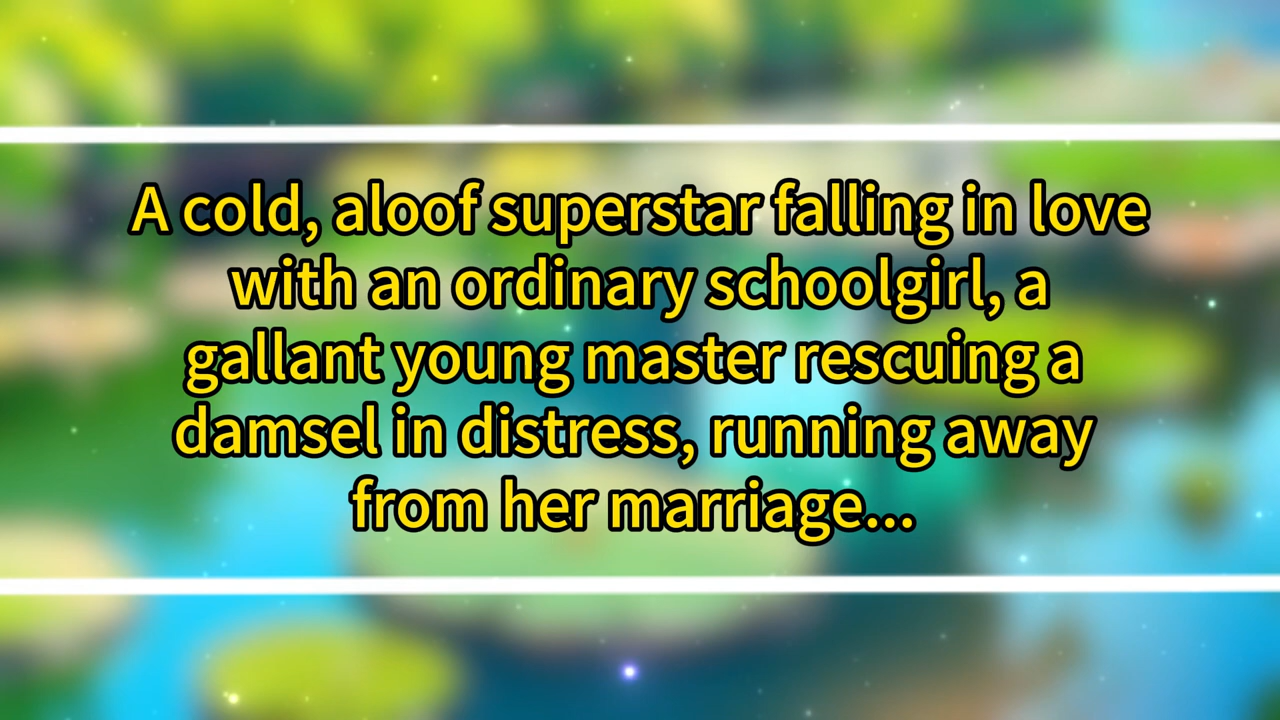 A cold, aloof superstar falling in love
with an ordinary schoolgirl, a
gallant young master rescuing a
damsel in distress, running away
from her marriage...